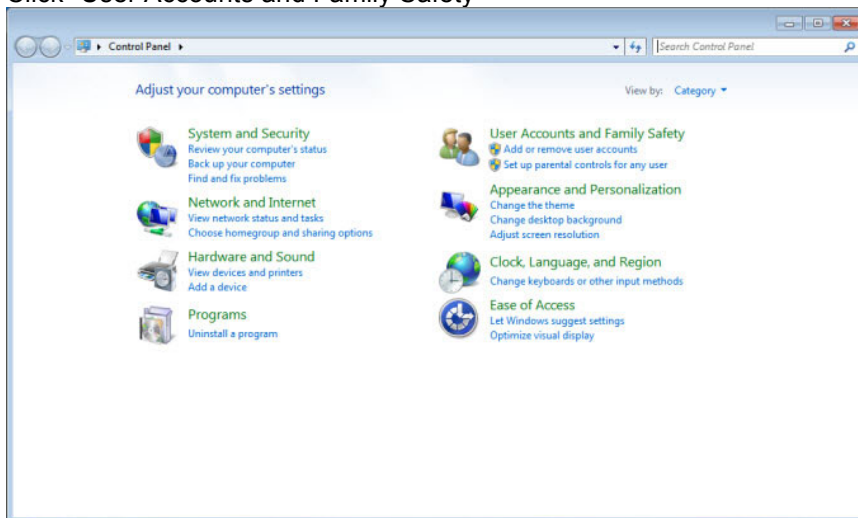 Click "User Accounts and Family Safety"
Control Panel
Search Control Panel
Adjust your computer's settings
View by: Category
System and Security
Review your computer's status
Back up your computer
Find and fix problems
Network and Internet
View network status and tasks
Choose homegroup and sharing options
Hardware and Sound
View devices and printers
Add a device
Programs
Uninstall a program
User Accounts and Family Safety
Add or remove user accounts
Set up parental controls for any user
Appearance and Personalization
Change the theme
Change desktop background
Adjust screen resolution
Clock, Language, and Region
Change keyboards or other input methods
Ease of Access
Let Windows suggest settings
Optimize visual display